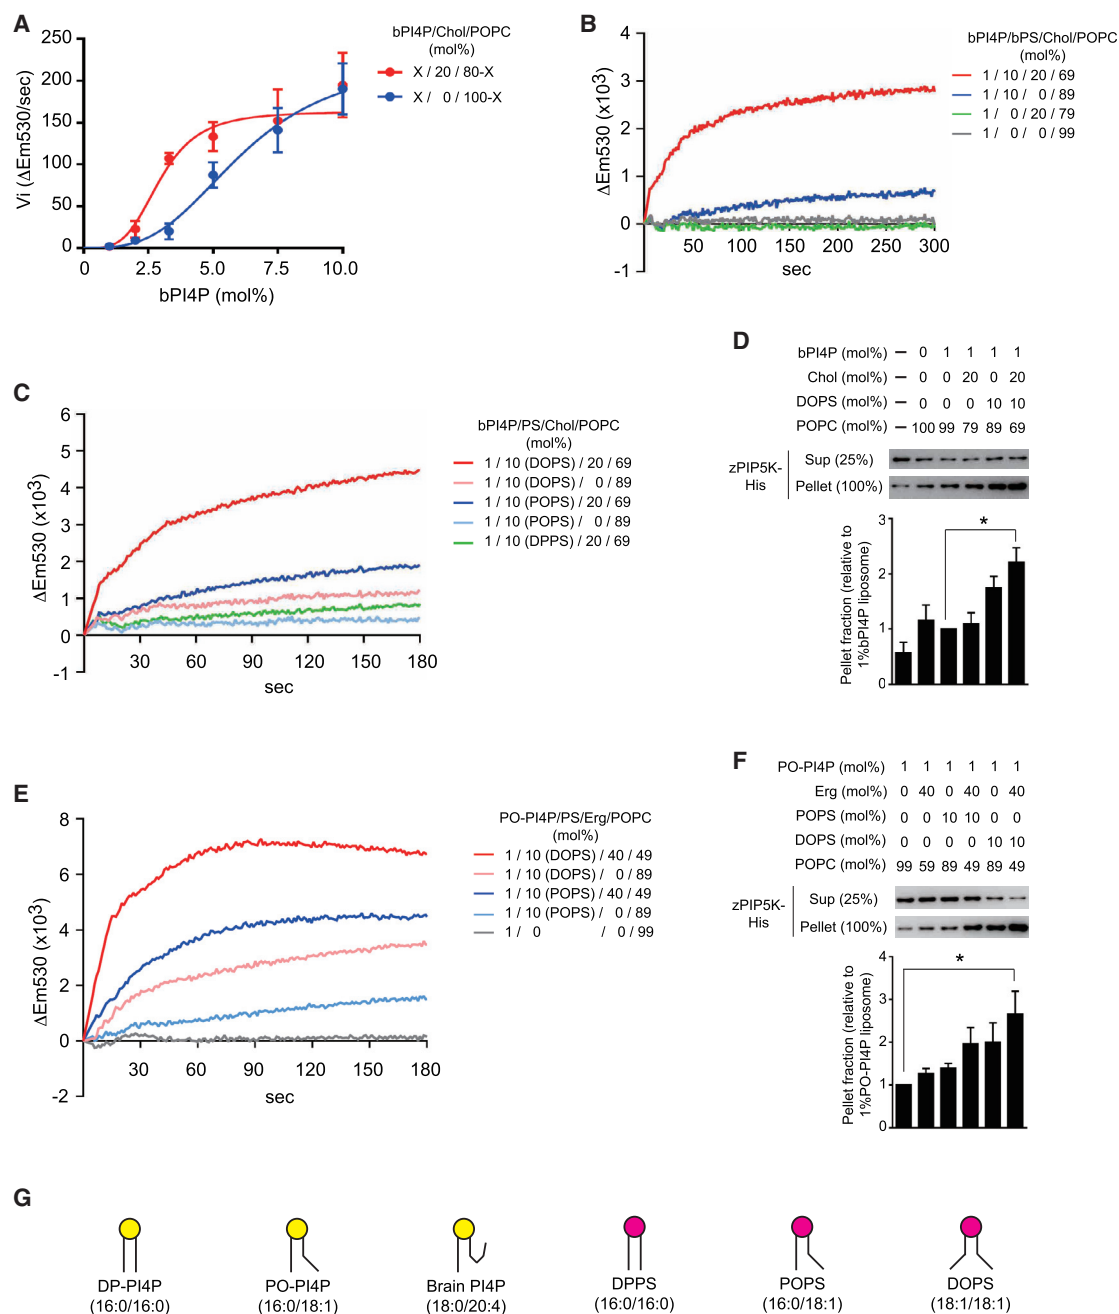 A
bPI4P/Chol/POPC
(mol%)
X / 20 / 80-X
X / 0 / 100-X
Vi (ΔEm530/sec)
250
200
150
100
50
0
0
2.5
5.0
7.5
10.0
bPI4P (mol%)
B
bPI4P/bPS/Chol/POPC
(mol%)
1 / 10 / 20 / 69
1 / 10 / 0 / 89
1 / 0 / 20 / 79
1 / 0 / 0 / 99
ΔEm530 (x10³)
4
3
2
1
0
-1
50 100 150 200 250 300
sec
C
bPI4P/PS/Chol/POPC
(mol%)
1 / 10 (DOPS) / 20 / 69
1 / 10 (DOPS) / 0 / 89
1 / 10 (POPS) / 20 / 69
1 / 10 (POPS) / 0 / 89
1 / 10 (DPPS) / 20 / 69
ΔEm530 (x10³)
6
5
4
3
2
1
0
-1
30 60 90 120 150 180
sec
D
bPI4P (mol%) – 0 1 1 1 1
Chol (mol%) – 0 0 20 0 20
DOPS (mol%) – 0 0 0 10 10
POPC (mol%) – 100 99 79 89 69
zPIP5K-
His
Sup (25%)
Pellet (100%)
Pellet fraction (relative to
1%bPI4P liposome)
3
2
1
0
*
E
PO-PI4P/PS/Erg/POPC
(mol%)
1 / 10 (DOPS) / 40 / 49
1 / 10 (DOPS) / 0 / 89
1 / 10 (POPS) / 40 / 49
1 / 10 (POPS) / 0 / 89
1 / 0 / 0 / 99
ΔEm530 (x10³)
8
6
4
2
0
-2
30 60 90 120 150 180
sec
F
PO-PI4P (mol%) 1 1 1 1 1 1
Erg (mol%) 0 40 0 40 0 40
POPS (mol%) 0 0 10 10 0 0
DOPS (mol%) 0 0 0 0 10 10
POPC (mol%) 99 59 89 49 89 49
zPIP5K-
His
Sup (25%)
Pellet (100%)
Pellet fraction (relative to
1%PO-PI4P liposome)
4
3
2
1
0
*
G
DP-PI4P
(16:0/16:0)
PO-PI4P
(16:0/18:1)
Brain PI4P
(18:0/20:4)
DPPS
(16:0/16:0)
POPS
(16:0/18:1)
DOPS
(18:1/18:1)